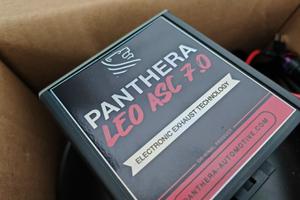 PANTHERA
LEO ASC 7.0
ELECTRONIC EXHAUST TECHNOLOGY
PANTHERA-AUTOMOTIVE.COM